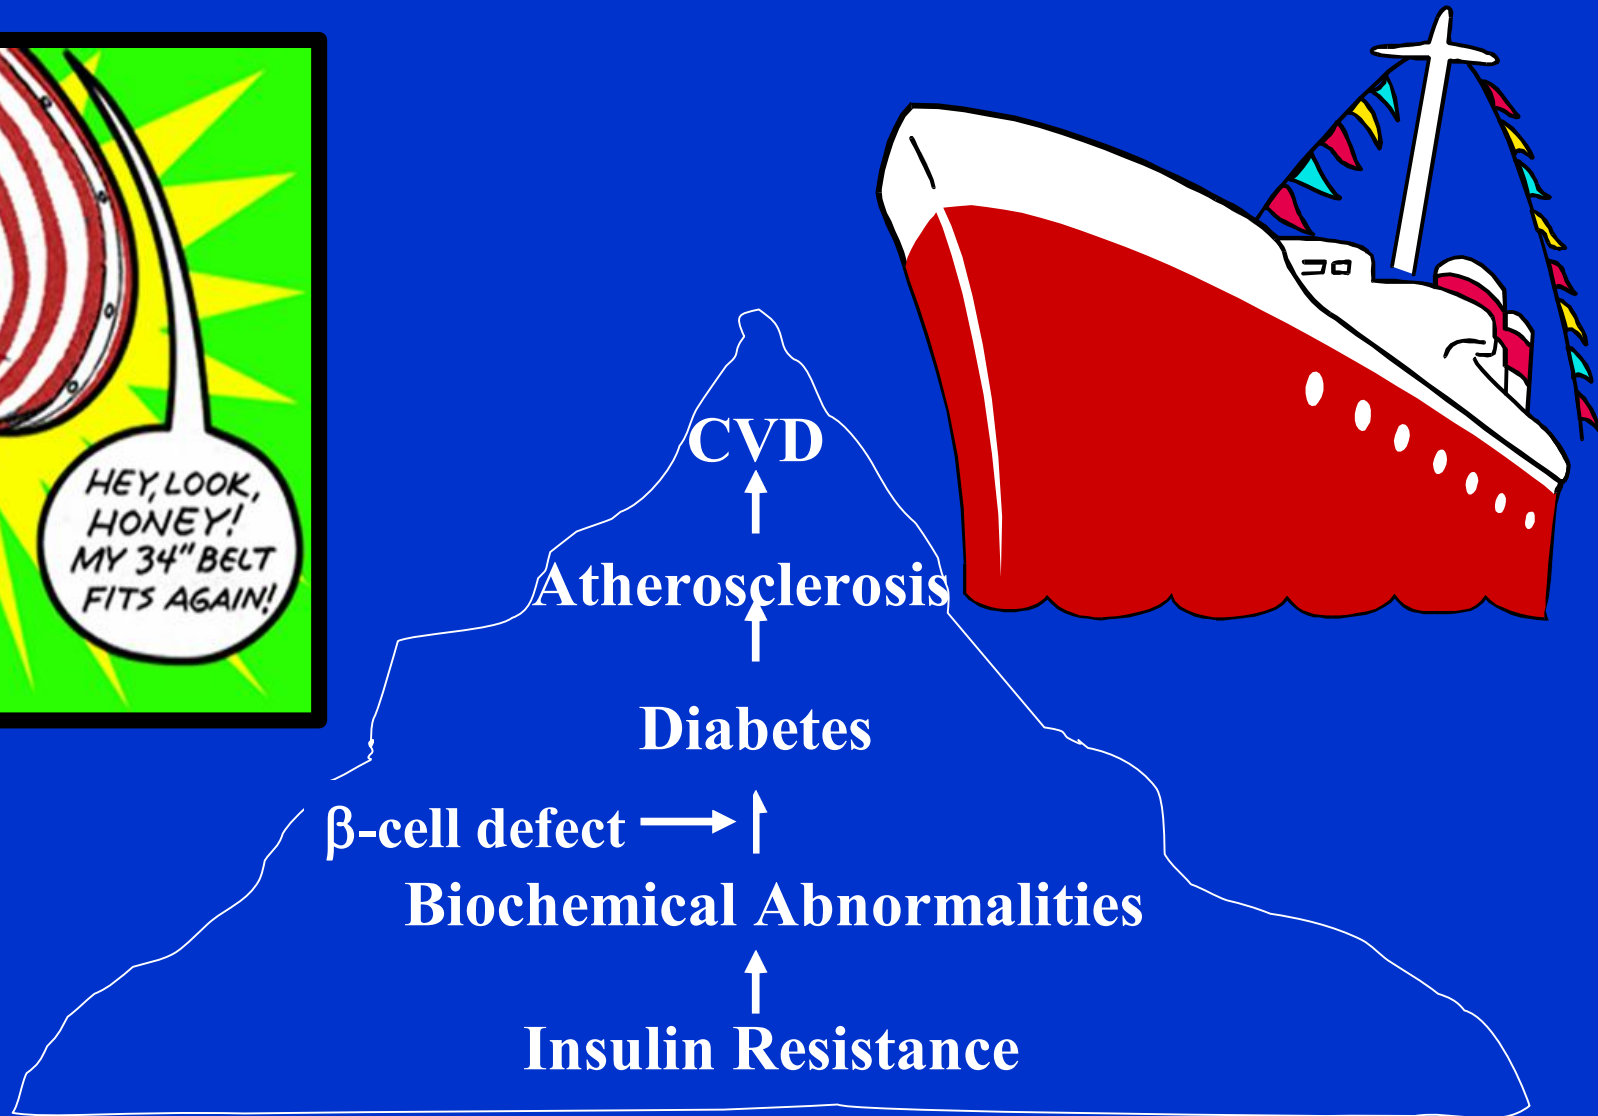 HEY, LOOK,
HONEY!
MY 34" BELT
FITS AGAIN!
CVD
Atherosclerosis
Diabetes
β-cell defect
Biochemical Abnormalities
Insulin Resistance